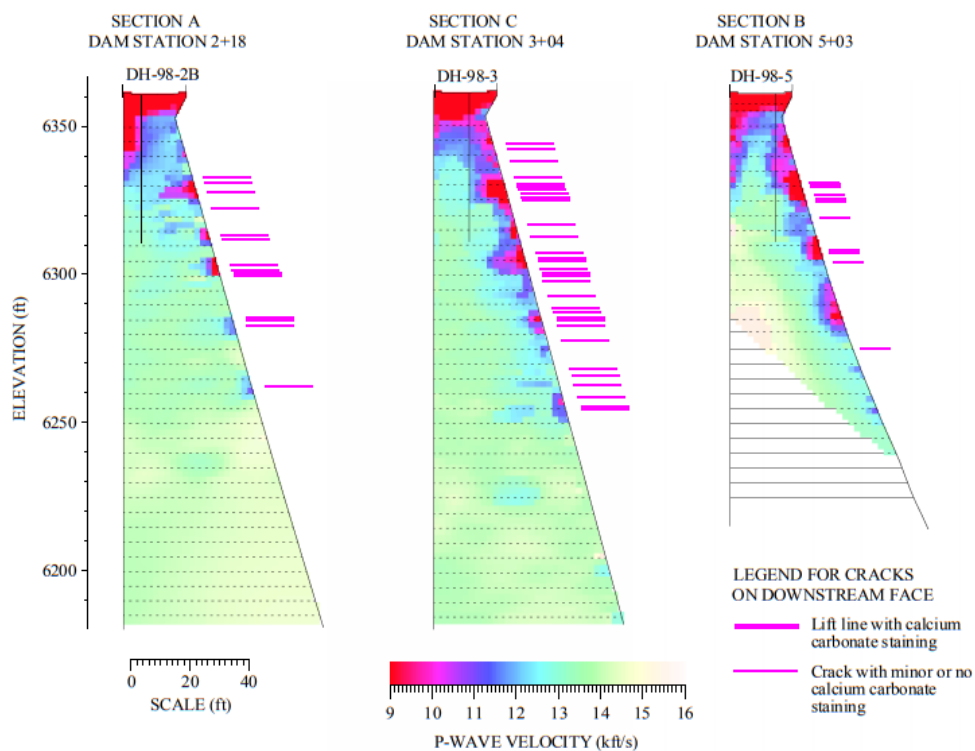 SECTION A
DAM STATION 2+18
SECTION C
DAM STATION 3+04
SECTION B
DAM STATION 5+03
DH-98-2B
DH-98-3
DH-98-5
ELEVATION (ft)
6350
6300
6250
6200
0 20 40
SCALE (ft)
9 10 11 12 13 14 15 16
P-WAVE VELOCITY (kft/s)
LEGEND FOR CRACKS
ON DOWNSTREAM FACE
Lift line with calcium
carbonate staining
Crack with minor or no
calcium carbonate
staining